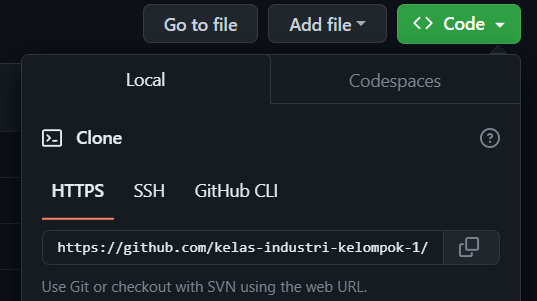 Go to file Add file Code
Local Codespaces
Clone
HTTPS SSH GitHub CLI
https://github.com/kelas-industri-kelompok-1/
Use Git or checkout with SVN using the web URL.